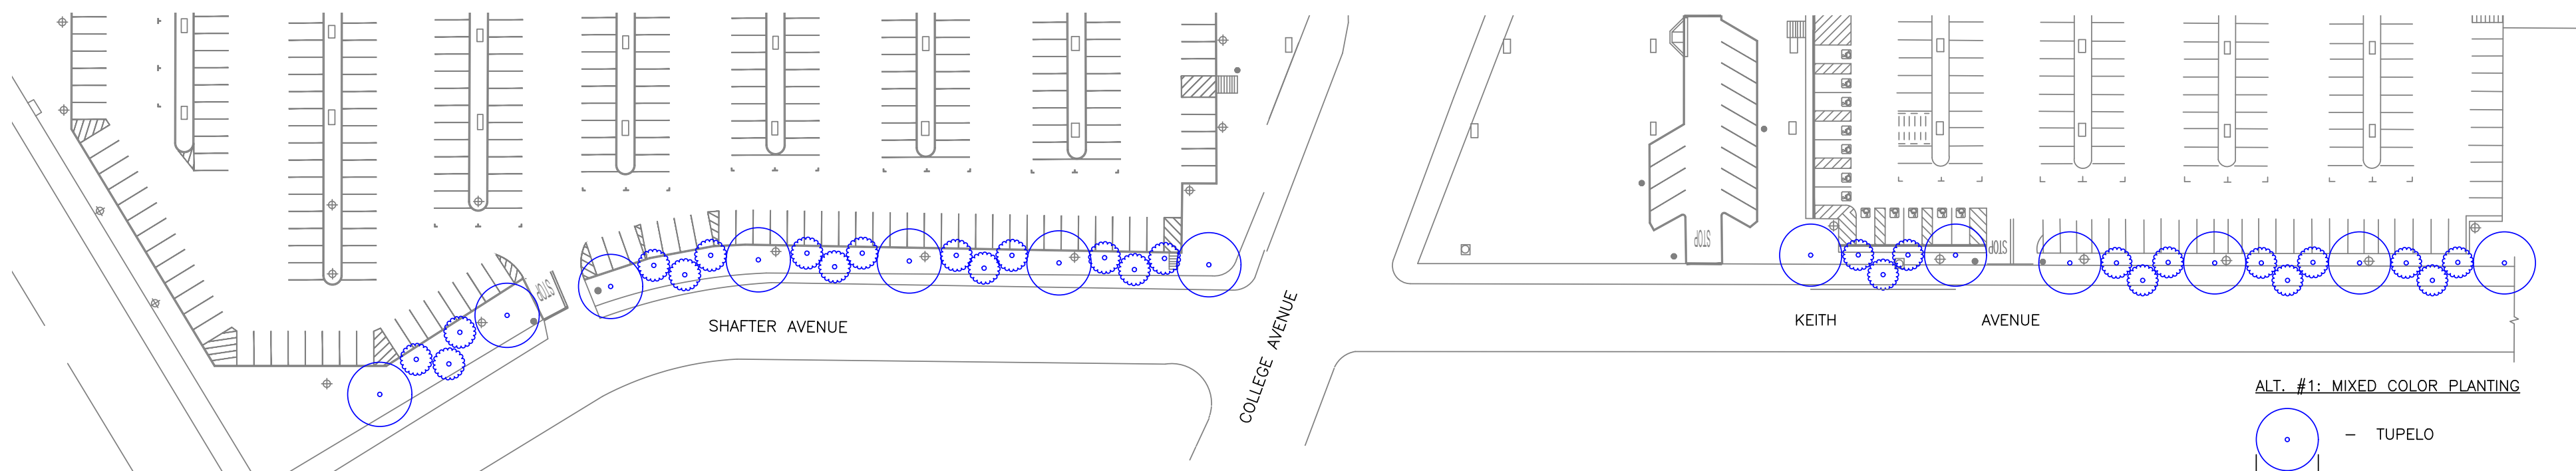 STOP
STOP
STOP
SHAFTER AVENUE
COLLEGE AVENUE
KEITH AVENUE
ALT. #1: MIXED COLOR PLANTING
- TUPELO